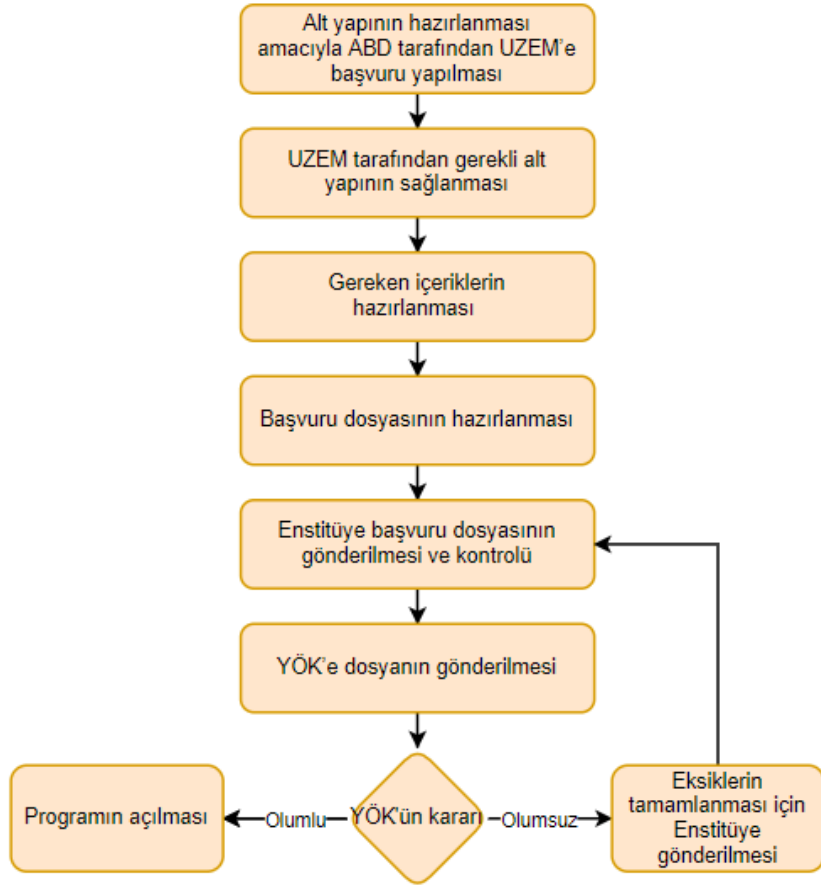 Alt yapının hazırlanması
amacıyla ABD tarafından UZEM’e
başvuru yapılması
UZEM tarafından gerekli alt
yapının sağlanması
Gereken içeriklerin
hazırlanması
Başvuru dosyasının hazırlanması
Enstitüye başvuru dosyasının
gönderilmesi ve kontrolü
YÖK’e dosyanın gönderilmesi
Programın açılması
Olumlu
YÖK'ün kararı
Olumsuz
Eksiklerin
tamamlanması için
Enstitüye
gönderilmesi